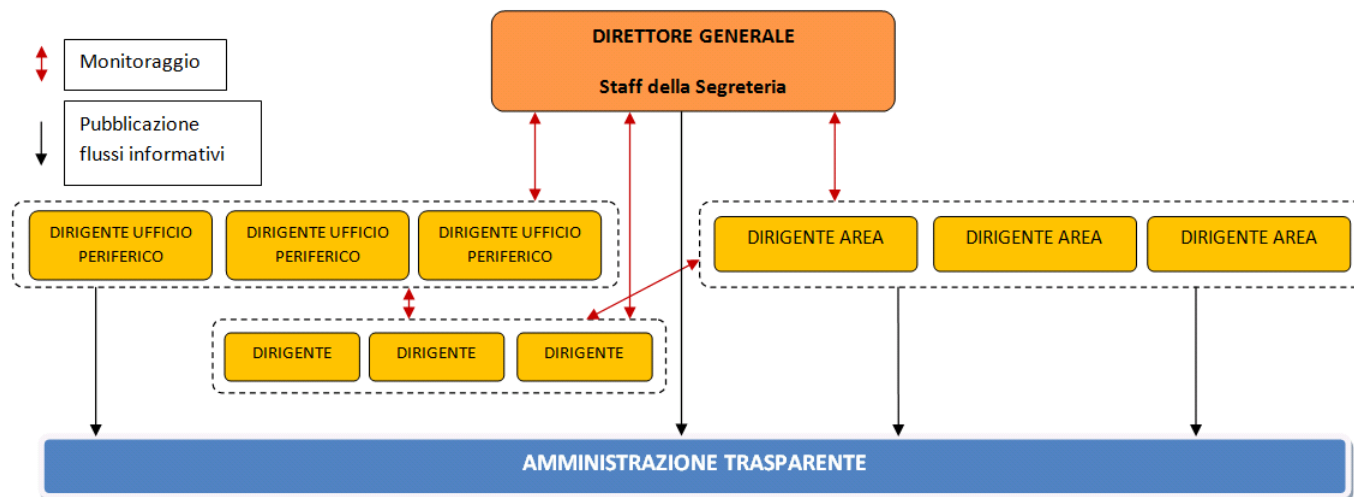 DIRETTORE GENERALE
Staff della Segreteria
Monitoraggio
Pubblicazione
flussi informativi
DIRIGENTE UFFICIO
PERIFERICO
DIRIGENTE UFFICIO
PERIFERICO
DIRIGENTE UFFICIO
PERIFERICO
DIRIGENTE AREA
DIRIGENTE AREA
DIRIGENTE AREA
DIRIGENTE
DIRIGENTE
DIRIGENTE
AMMINISTRAZIONE TRASPARENTE